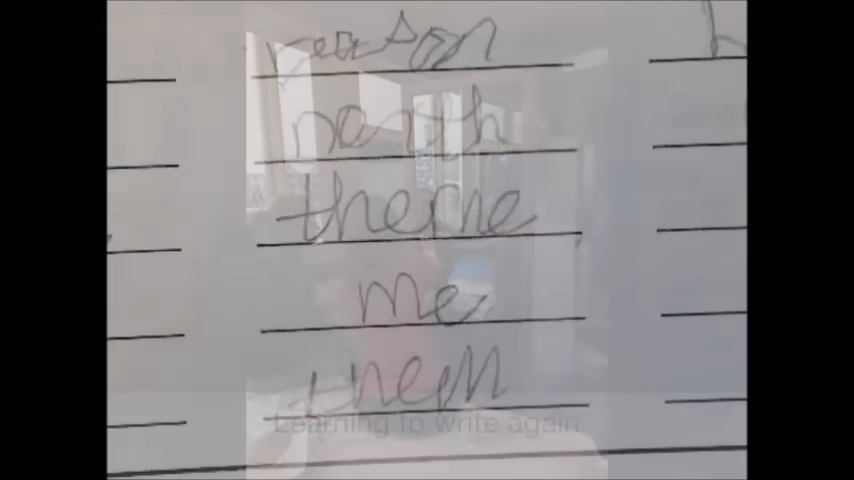 reason
north
theme
me
them
Learning to write again